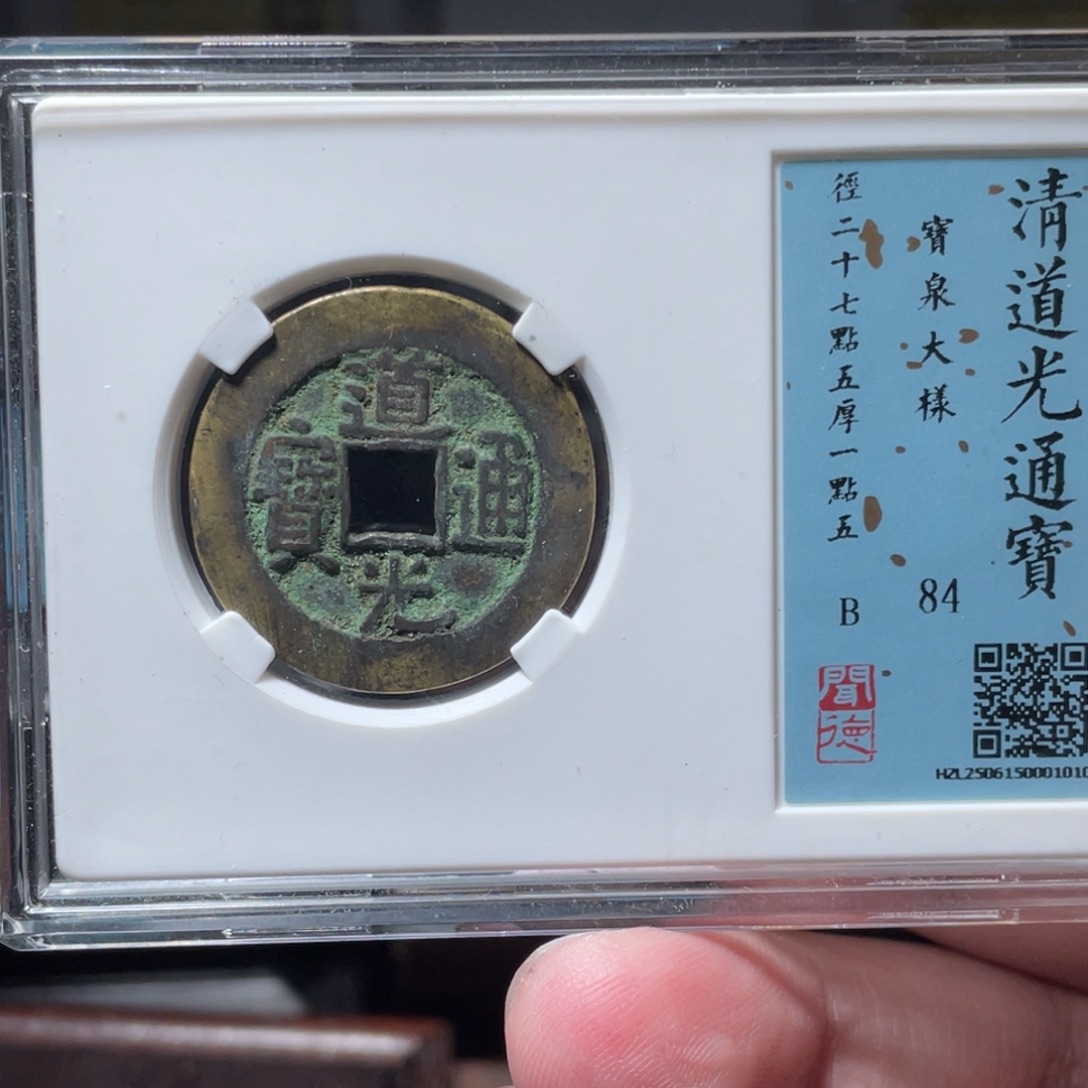 道光通寶
清道光通寶
寶泉大樣 84
徑二十七點五厚一點五 B
聞德
HZL2506150001010